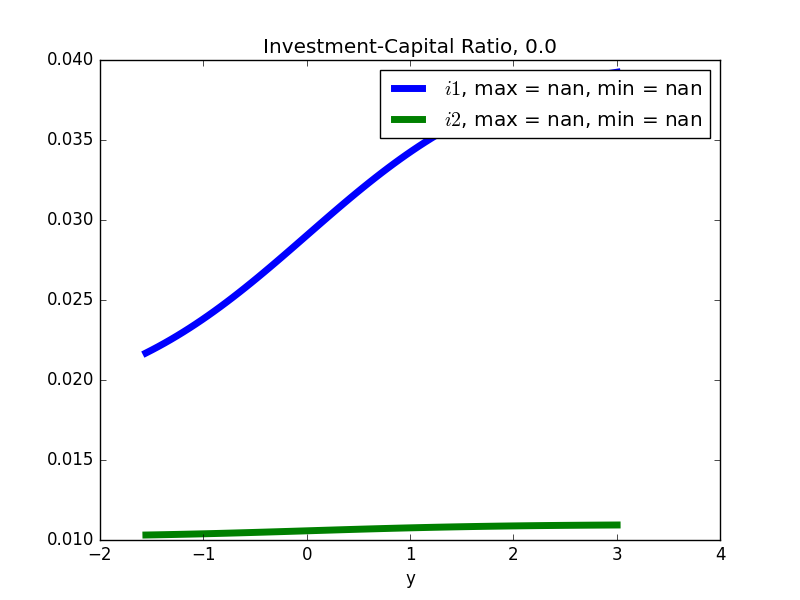 Investment-Capital Ratio, 0.0
0.040
i1, max = nan, min = nan
i2, max = nan, min = nan
0.035
0.030
0.025
0.020
0.015
0.010
−2 −1 0 1 2 3 4
y